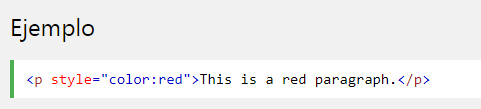 Ejemplo
<p style="color:red">This is a red paragraph.</p>